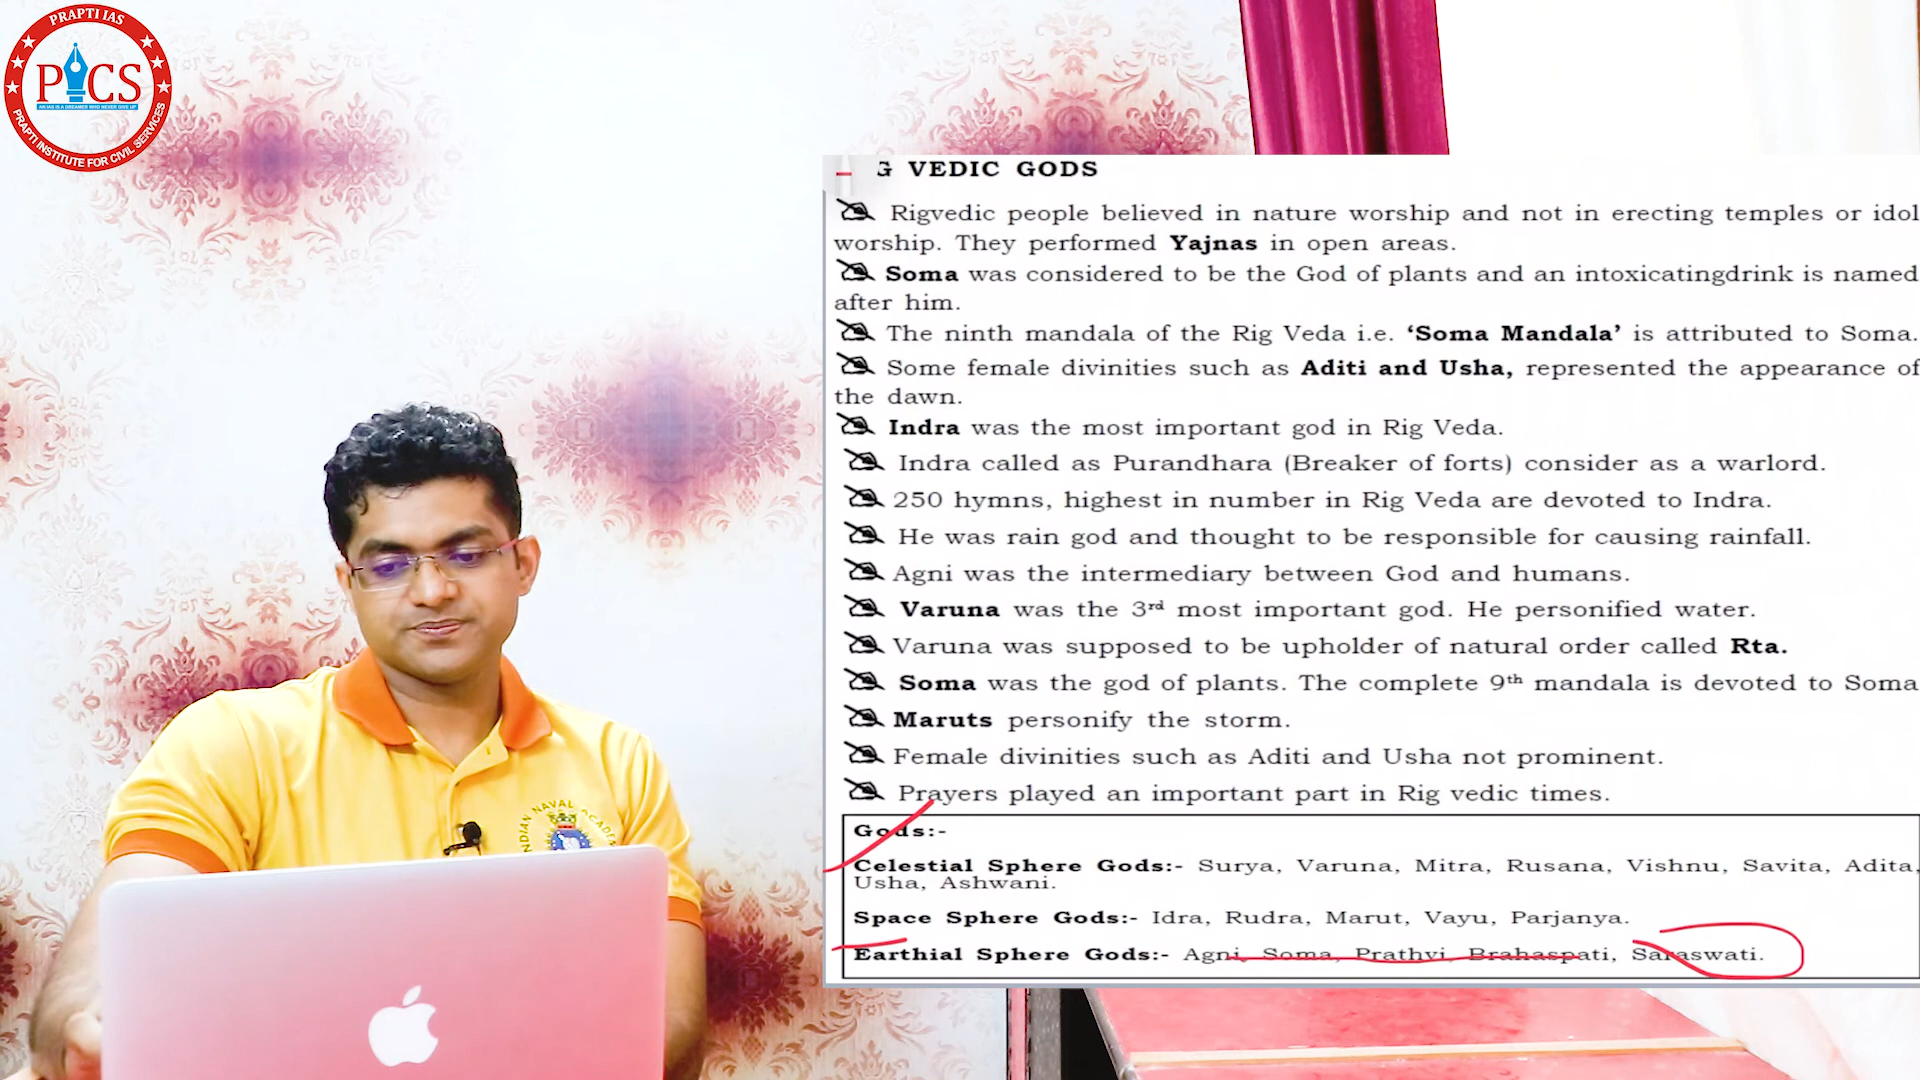 PRAPTI IAS
PICS
AN IAS IS A DREAMER WHO NEVER GIVE UP
PRAPTI INSTITUTE FOR CIVIL SERVICES
G VEDIC GODS
Rigvedic people believed in nature worship and not in erecting temples or idol
worship. They performed Yajnas in open areas.
Soma was considered to be the God of plants and an intoxicatingdrink is named
after him.
The ninth mandala of the Rig Veda i.e. ‘Soma Mandala’ is attributed to Soma.
Some female divinities such as Aditi and Usha, represented the appearance of
the dawn.
Indra was the most important god in Rig Veda.
Indra called as Purandhara (Breaker of forts) consider as a warlord.
250 hymns, highest in number in Rig Veda are devoted to Indra.
He was rain god and thought to be responsible for causing rainfall.
Agni was the intermediary between God and humans.
Varuna was the 3rd most important god. He personified water.
Varuna was supposed to be upholder of natural order called Rta.
Soma was the god of plants. The complete 9th mandala is devoted to Soma
Maruts personify the storm.
Female divinities such as Aditi and Usha not prominent.
Prayers played an important part in Rig vedic times.
Gods:-
Celestial Sphere Gods:- Surya, Varuna, Mitra, Rusana, Vishnu, Savita, Adita,
Usha, Ashwani.
Space Sphere Gods:- Idra, Rudra, Marut, Vayu, Parjanya.
Earthial Sphere Gods:- Agni, Soma, Prathvi, Brahaspati, Saraswati.
INDIAN NAVAL ACADEM